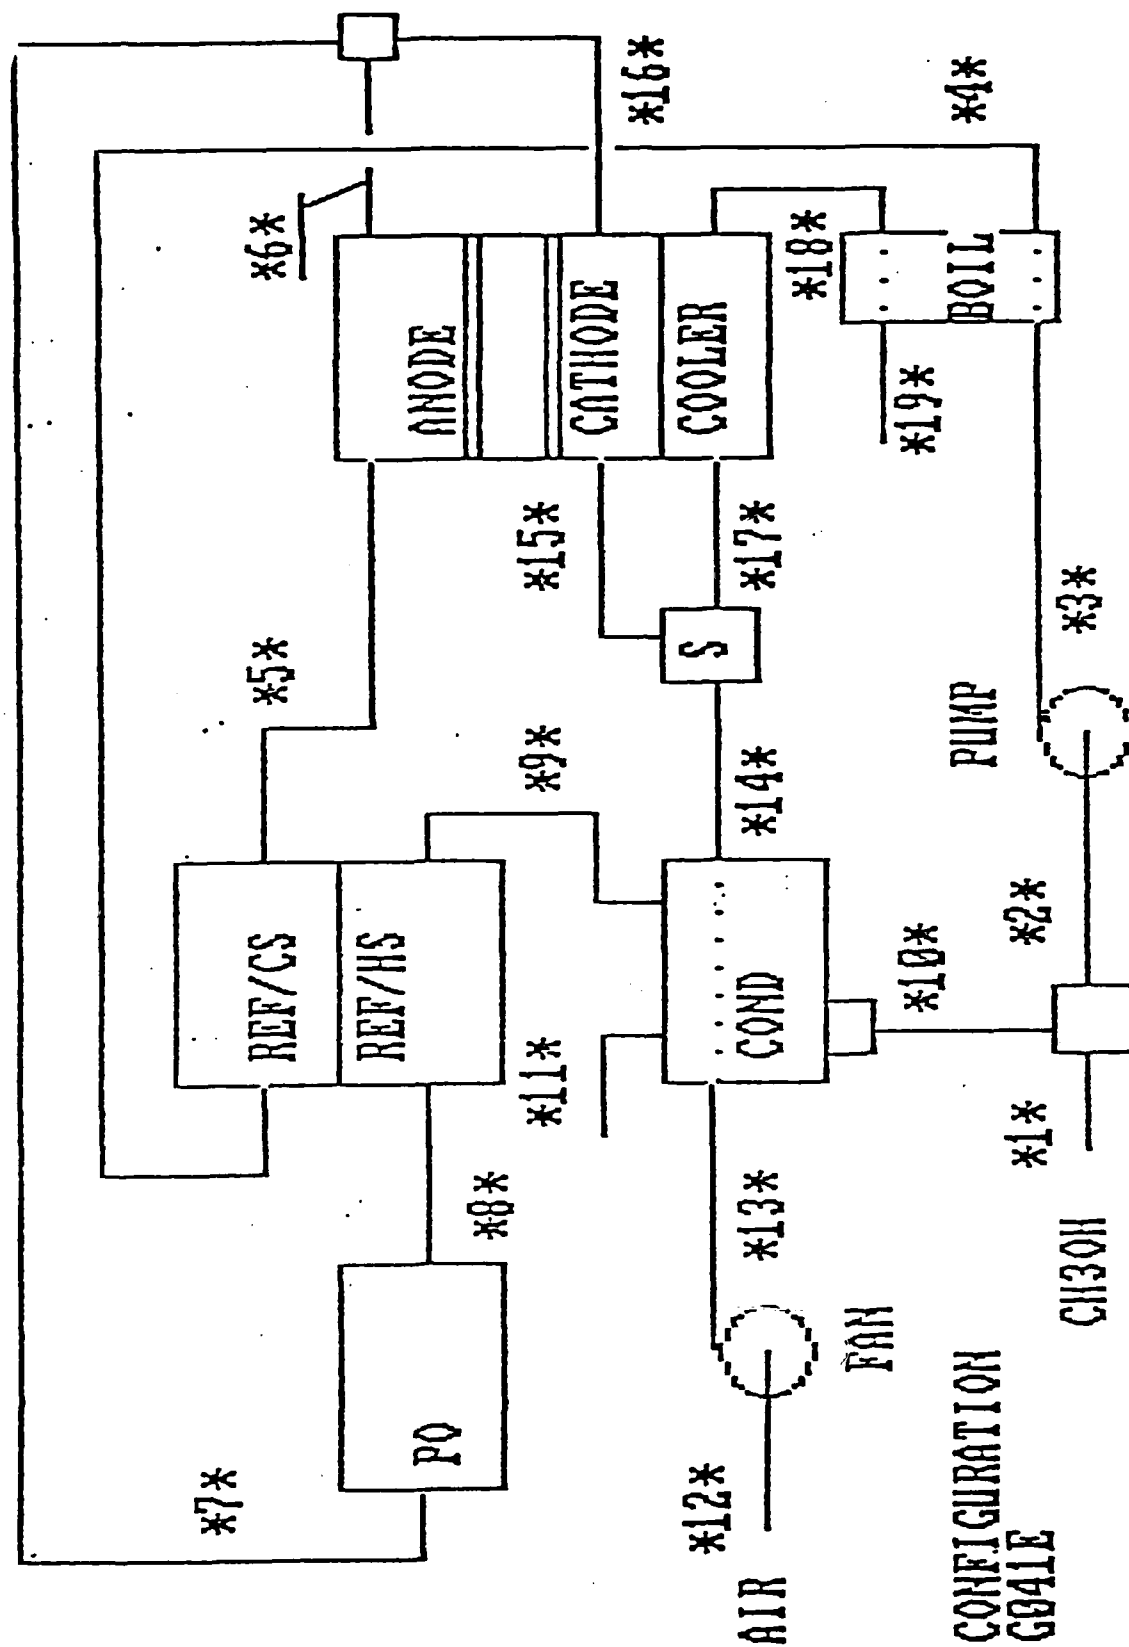 *7*
*8*
PO
REF/CS
REF/HS
*5*
*6*
ANODE
CATHODE
COOLER
*16*
*4*
*9*
*11*
*15*
*17*
*18*
BOIL
*19*
S
*14*
COND
*10*
*13*
*12*
AIR
FAN
PUMP
*3*
*2*
*1*
CH3OH
CONFIGURATION
G041E